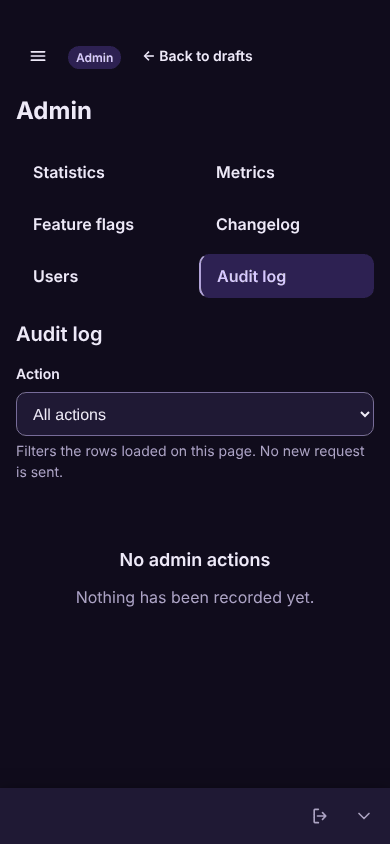 Admin
← Back to drafts
Admin
Statistics
Metrics
Feature flags
Changelog
Users
Audit log
Audit log
Action
All actions
Filters the rows loaded on this page. No new request
is sent.
No admin actions
Nothing has been recorded yet.